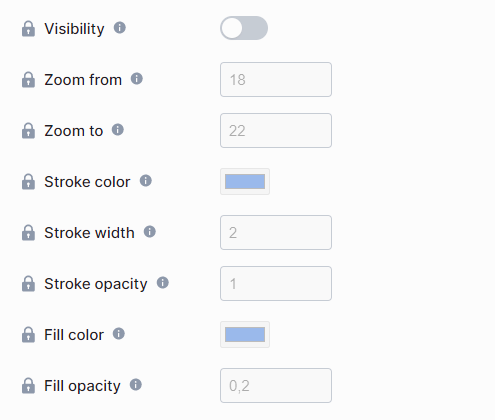 Visibility
Zoom from 18
Zoom to 22
Stroke color
Stroke width 2
Stroke opacity 1
Fill color
Fill opacity 0,2